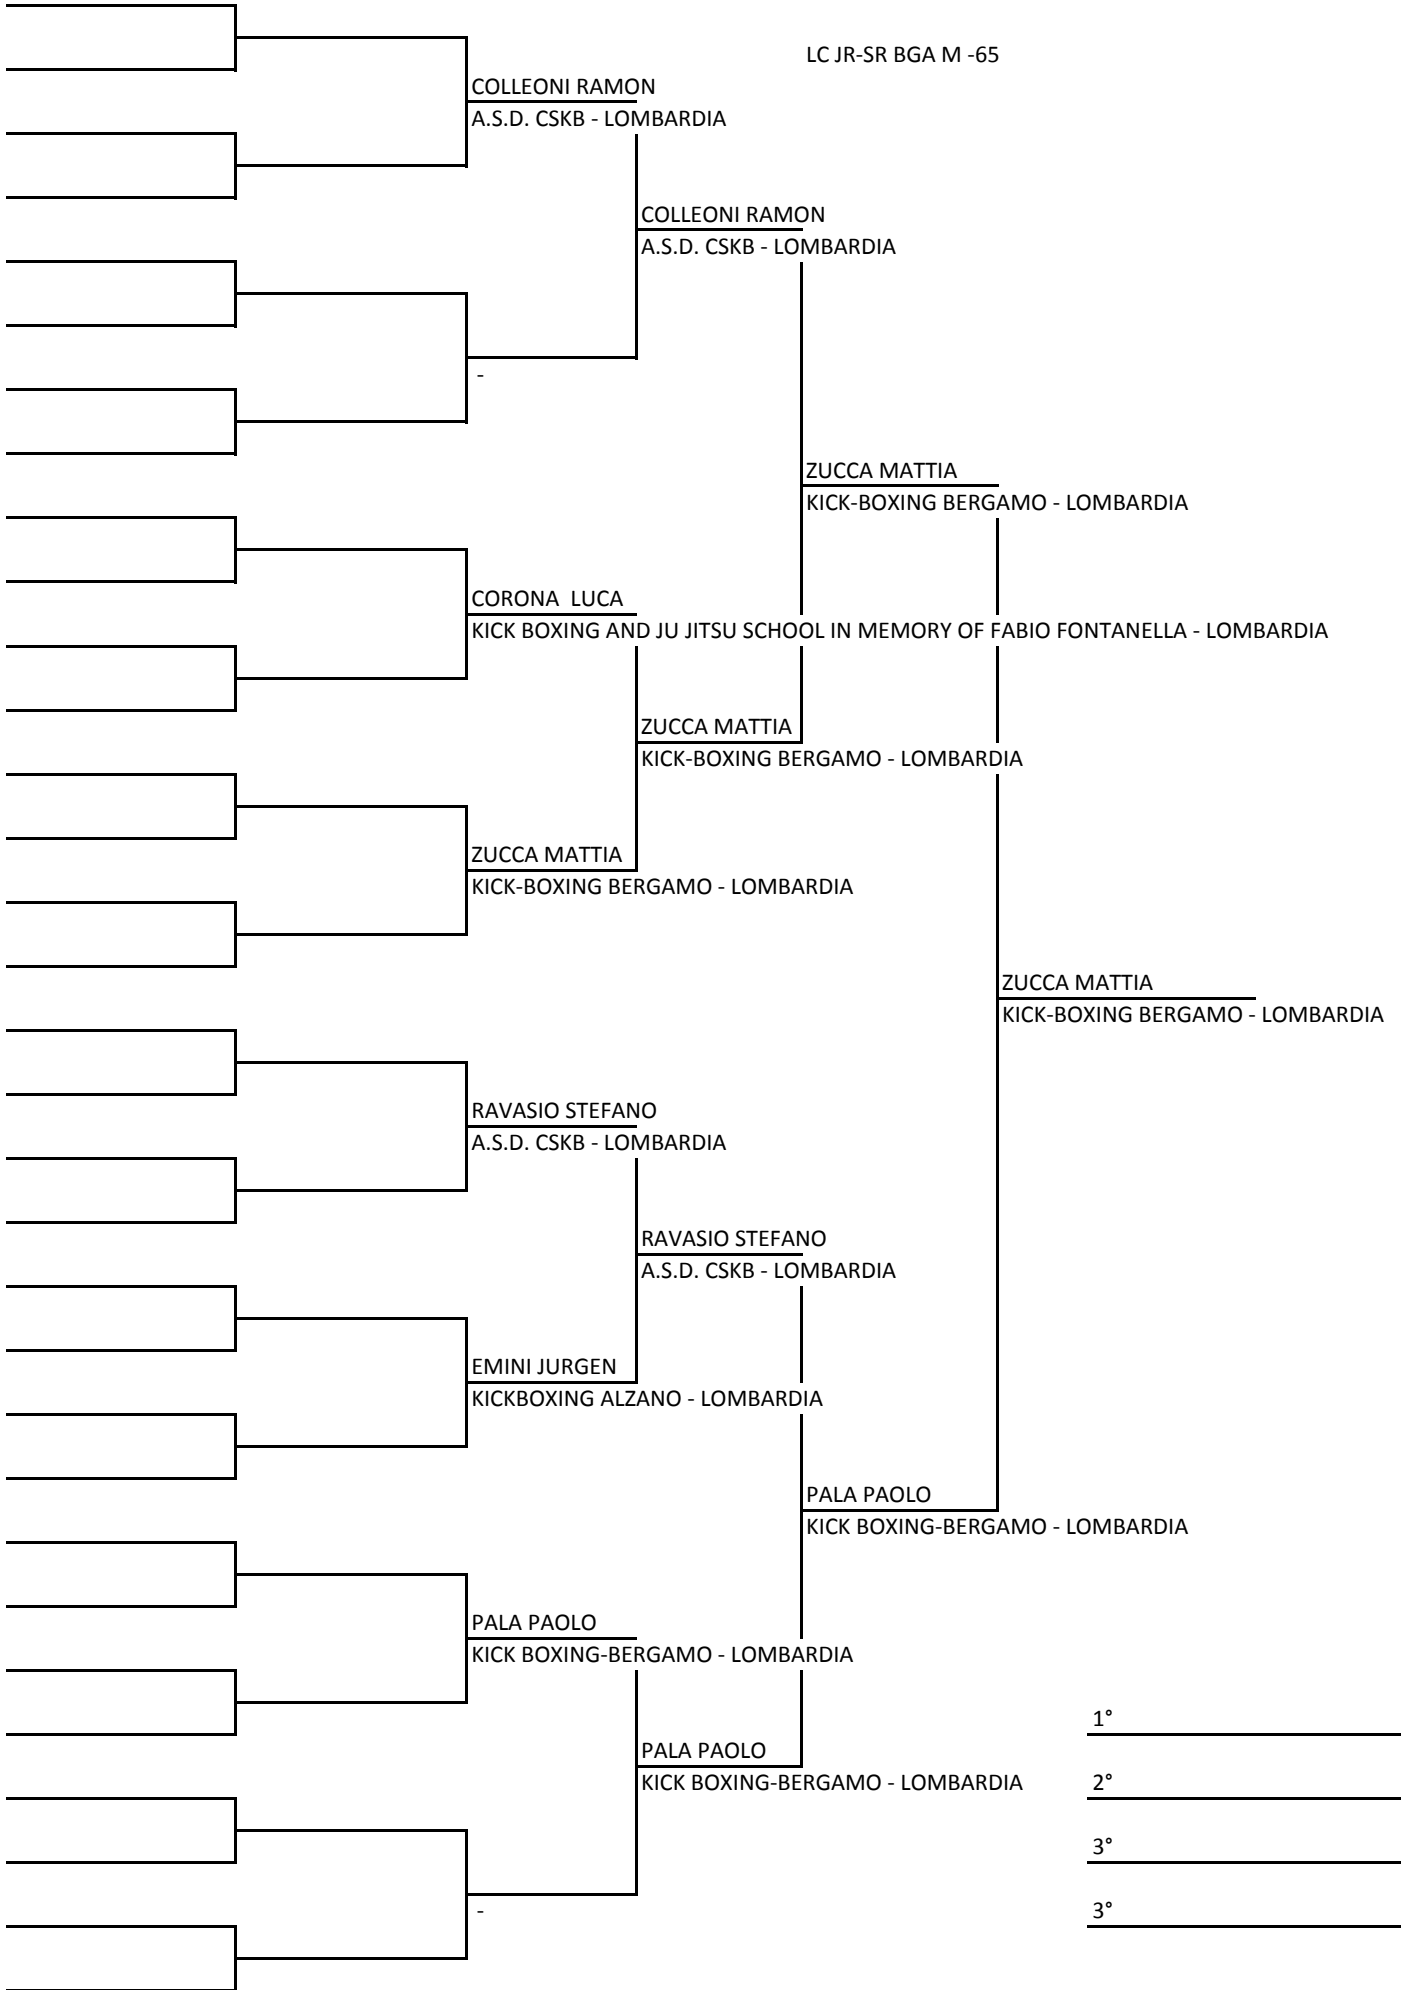 LC JR-SR BGA M -65
COLLEONI RAMON
A.S.D. CSKB - LOMBARDIA
COLLEONI RAMON
A.S.D. CSKB - LOMBARDIA
-
ZUCCA MATTIA
KICK-BOXING BERGAMO - LOMBARDIA
CORONA  LUCA
KICK BOXING AND JU JITSU SCHOOL IN MEMORY OF FABIO FONTANELLA - LOMBARDIA
ZUCCA MATTIA
KICK-BOXING BERGAMO - LOMBARDIA
ZUCCA MATTIA
KICK-BOXING BERGAMO - LOMBARDIA
ZUCCA MATTIA
KICK-BOXING BERGAMO - LOMBARDIA
RAVASIO STEFANO
A.S.D. CSKB - LOMBARDIA
RAVASIO STEFANO
A.S.D. CSKB - LOMBARDIA
EMINI JURGEN
KICKBOXING ALZANO - LOMBARDIA
PALA PAOLO
KICK BOXING-BERGAMO - LOMBARDIA
PALA PAOLO
KICK BOXING-BERGAMO - LOMBARDIA
1°
PALA PAOLO
KICK BOXING-BERGAMO - LOMBARDIA
2°
3°
-
3°